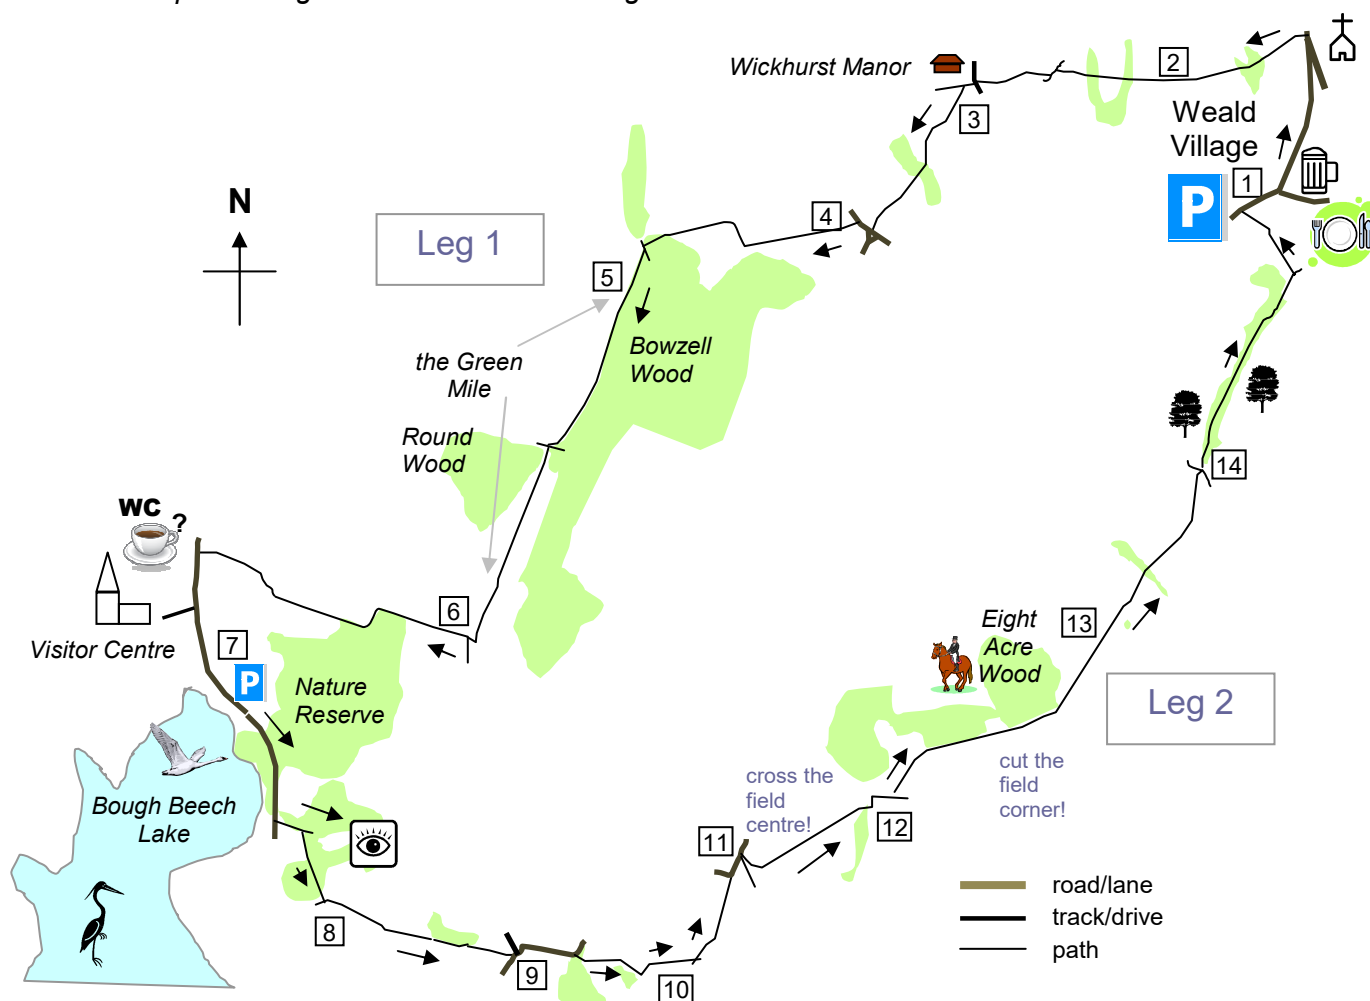 Wickhurst Manor
2
3
Weald
Village
1
P
N
Leg 1
4
5
the Green
Mile
Bowzell
Wood
Round
Wood
14
WC
?
6
Visitor Centre
7
P
Nature
Reserve
Eight
Acre
Wood
13
Leg 2
Bough Beech
Lake
cross the
field
centre!
cut the
field
corner!
12
11
8
9
10
road/lane
track/drive
path